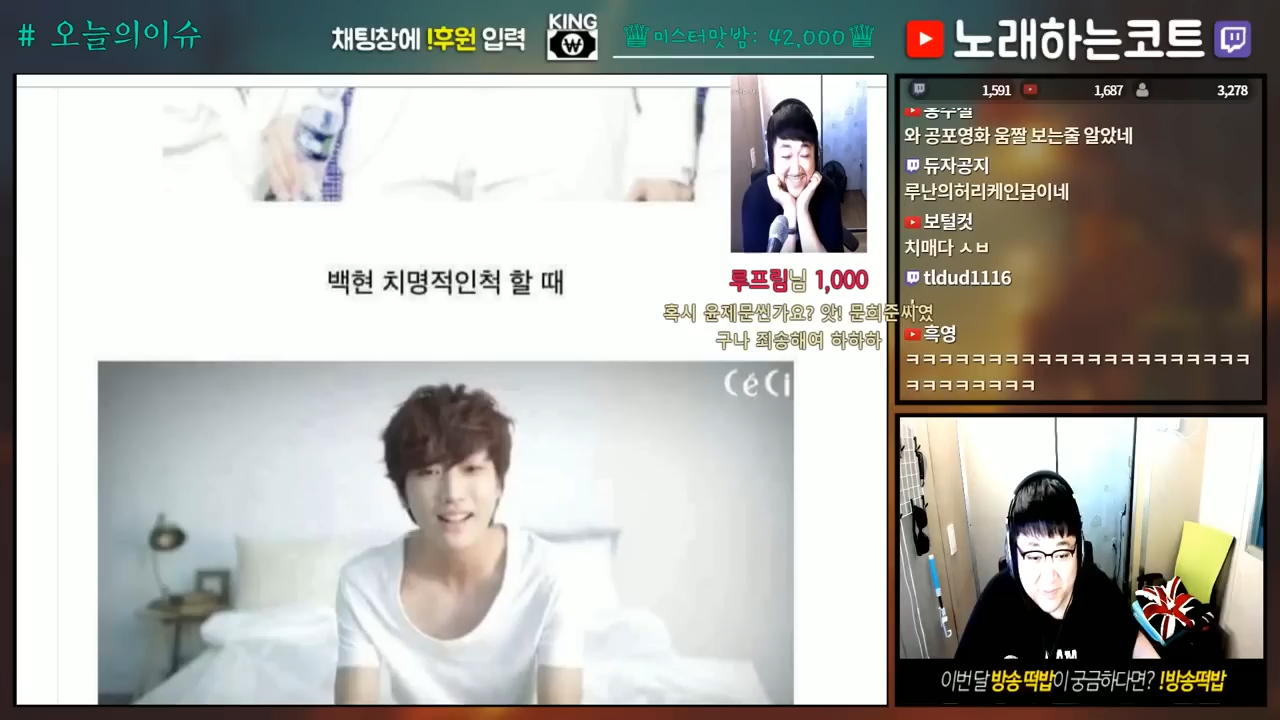 # 오늘의이슈
채팅창에 !후원 입력
KING
₩
미스터맛밤: 42,000
노래하는코트
1,591
1,687
3,278
와 공포영화 움짤 보는줄 알았네
듀자공지
루난의허리케인급이네
보털컷
치매다 ㅅㅂ
tldud1116
흑영
ㅋㅋㅋㅋㅋㅋㅋㅋㅋㅋㅋㅋㅋㅋㅋㅋㅋㅋㅋㅋㅋ
ㅋㅋㅋㅋㅋㅋㅋㅋ
백현 치명적인척 할 때
루프림님 1,000
혹시 윤제문씬가요? 앗! 문희준씨였
구나 죄송해여 하하하
CéCi
이번 달 방송 떡밥이 궁금하다면? !방송떡밥